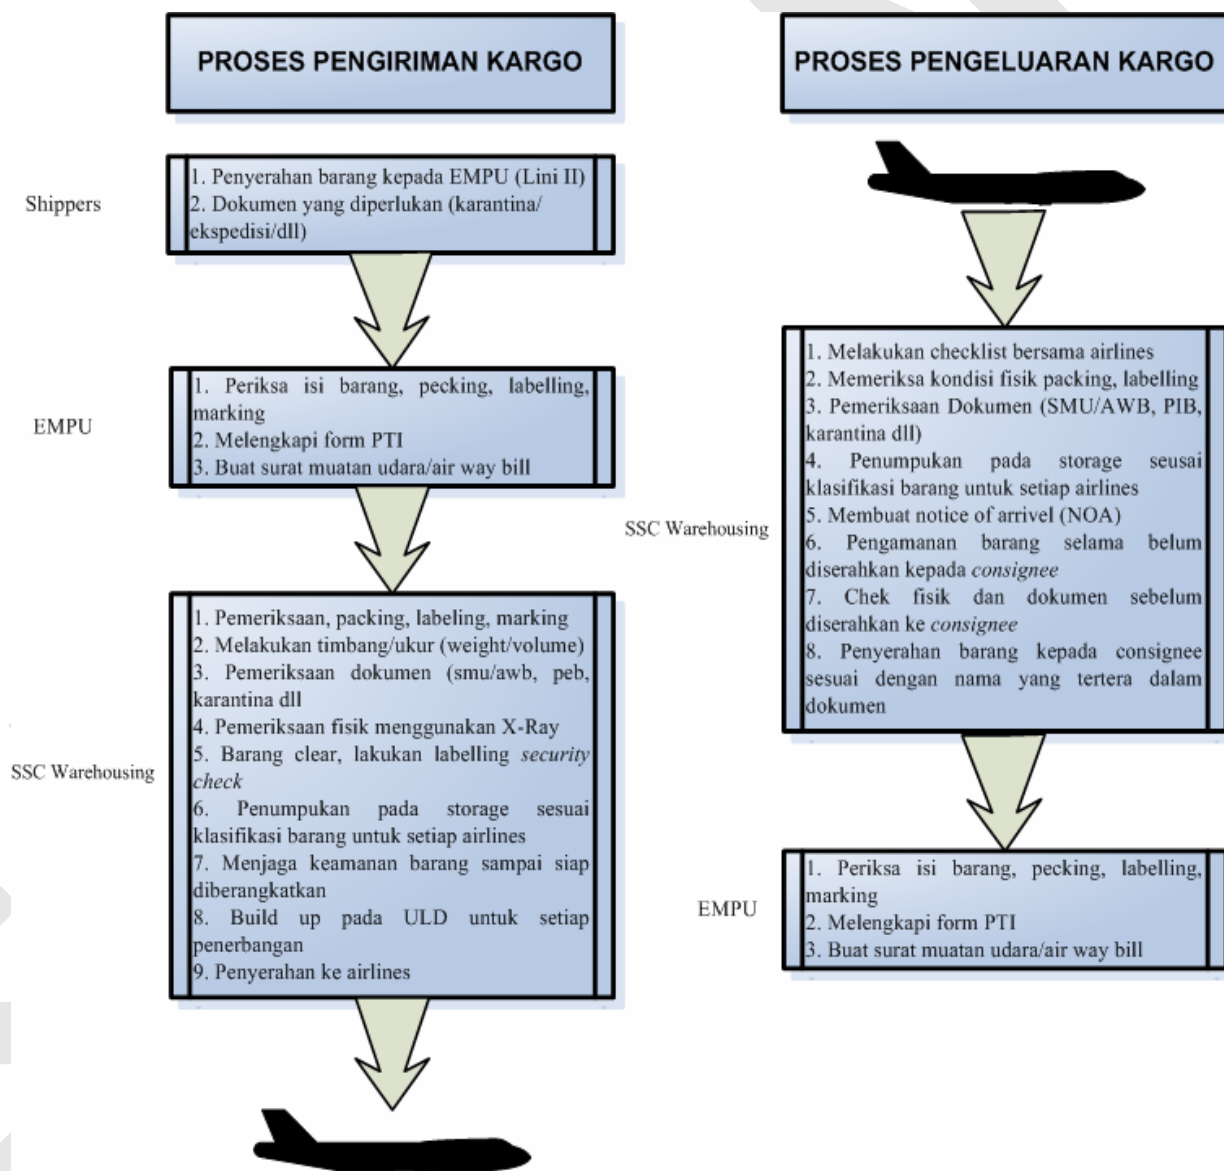 PROSES PENGIRIMAN KARGO
Shippers
1. Penyerahan barang kepada EMPU (Lini II)
2. Dokumen yang diperlukan (karantina/
ekspedisi/dll)
EMPU
1. Periksa isi barang, pecking, labelling,
marking
2. Melengkapi form PTI
3. Buat surat muatan udara/air way bill
SSC Warehousing
1. Pemeriksaan, packing, labeling, marking
2. Melakukan timbang/ukur (weight/volume)
3. Pemeriksaan dokumen (smu/awb, peb,
karantina dll
4. Pemeriksaan fisik menggunakan X-Ray
5. Barang clear, lakukan labelling security
check
6. Penumpukan pada storage sesuai
klasifikasi barang untuk setiap airlines
7. Menjaga keamanan barang sampai siap
diberangkatkan
8. Build up pada ULD untuk setiap
penerbangan
9. Penyerahan ke airlines
PROSES PENGELUARAN KARGO
SSC Warehousing
1. Melakukan checklist bersama airlines
2. Memeriksa kondisi fisik packing, labelling
3. Pemeriksaan Dokumen (SMU/AWB, PIB,
karantina dll)
4. Penumpukan pada storage seusai
klasifikasi barang untuk setiap airlines
5. Membuat notice of arrivel (NOA)
6. Pengamanan barang selama belum
diserahkan kepada consignee
7. Chek fisik dan dokumen sebelum
diserahkan ke consignee
8. Penyerahan barang kepada consignee
sesuai dengan nama yang tertera dalam
dokumen
EMPU
1. Periksa isi barang, pecking, labelling,
marking
2. Melengkapi form PTI
3. Buat surat muatan udara/air way bill